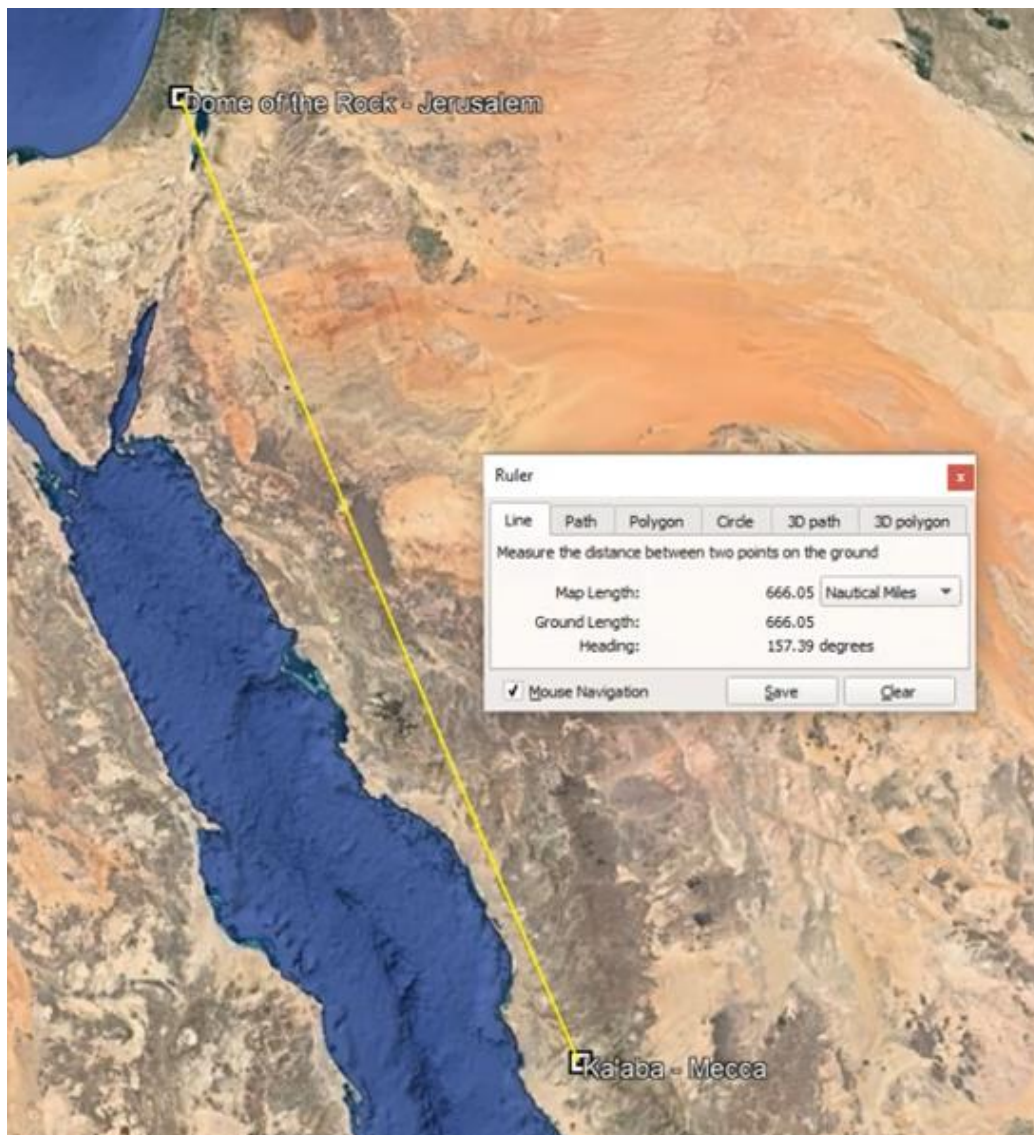 Dome of the Rock - Jerusalem
Ruler
x
Line Path Polygon Circle 3D path 3D polygon
Measure the distance between two points on the ground
Map Length: 666.05 Nautical Miles
Ground Length: 666.05
Heading: 157.39 degrees
Mouse Navigation Save Clear
Ka'aba - Mecca